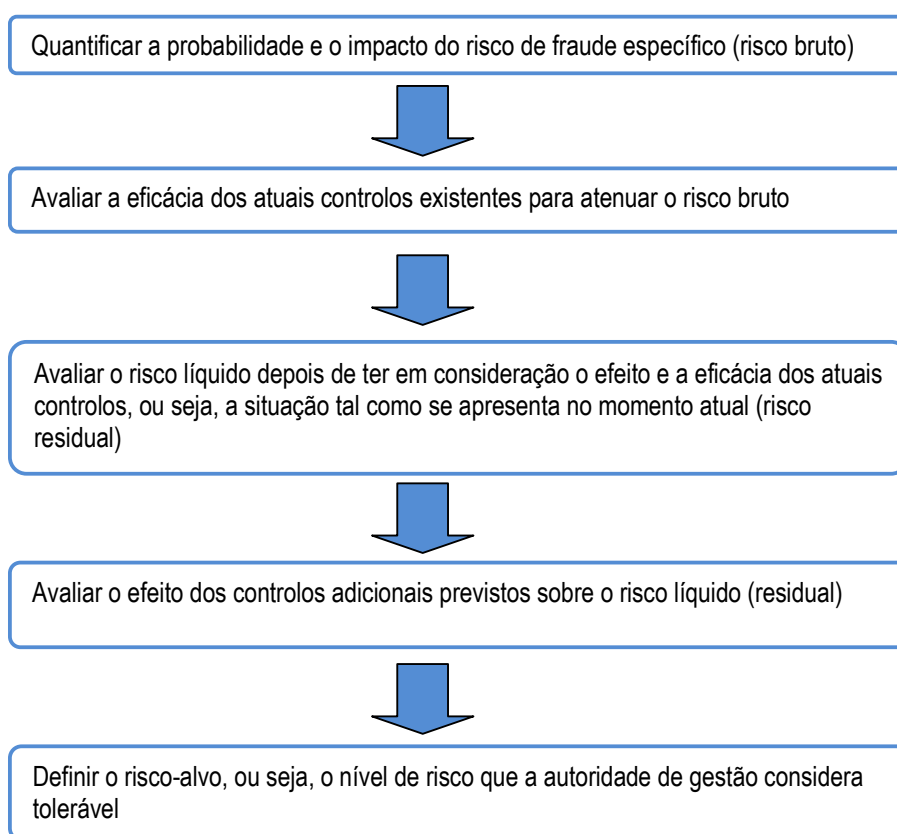 Quantificar a probabilidade e o impacto do risco de fraude específico (risco bruto)
Avaliar a eficácia dos atuais controlos existentes para atenuar o risco bruto
Avaliar o risco líquido depois de ter em consideração o efeito e a eficácia dos atuais
controlos, ou seja, a situação tal como se apresenta no momento atual (risco
residual)
Avaliar o efeito dos controlos adicionais previstos sobre o risco líquido (residual)
Definir o risco-alvo, ou seja, o nível de risco que a autoridade de gestão considera
tolerável